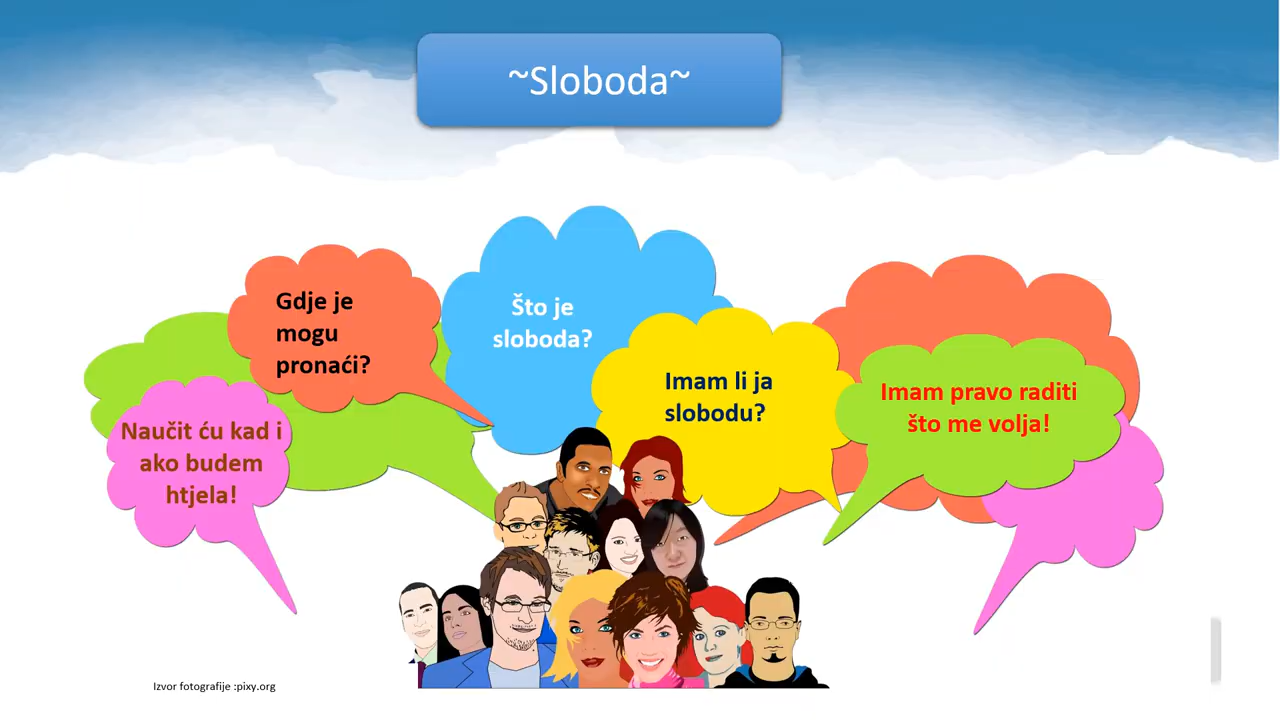 ~Sloboda~
Gdje je
mogu
pronaći?
Što je
sloboda?
Imam li ja
slobodu?
Imam pravo raditi
što me volja!
Naučit ću kad i
ako budem
htjela!
Izvor fotografije :pixy.org